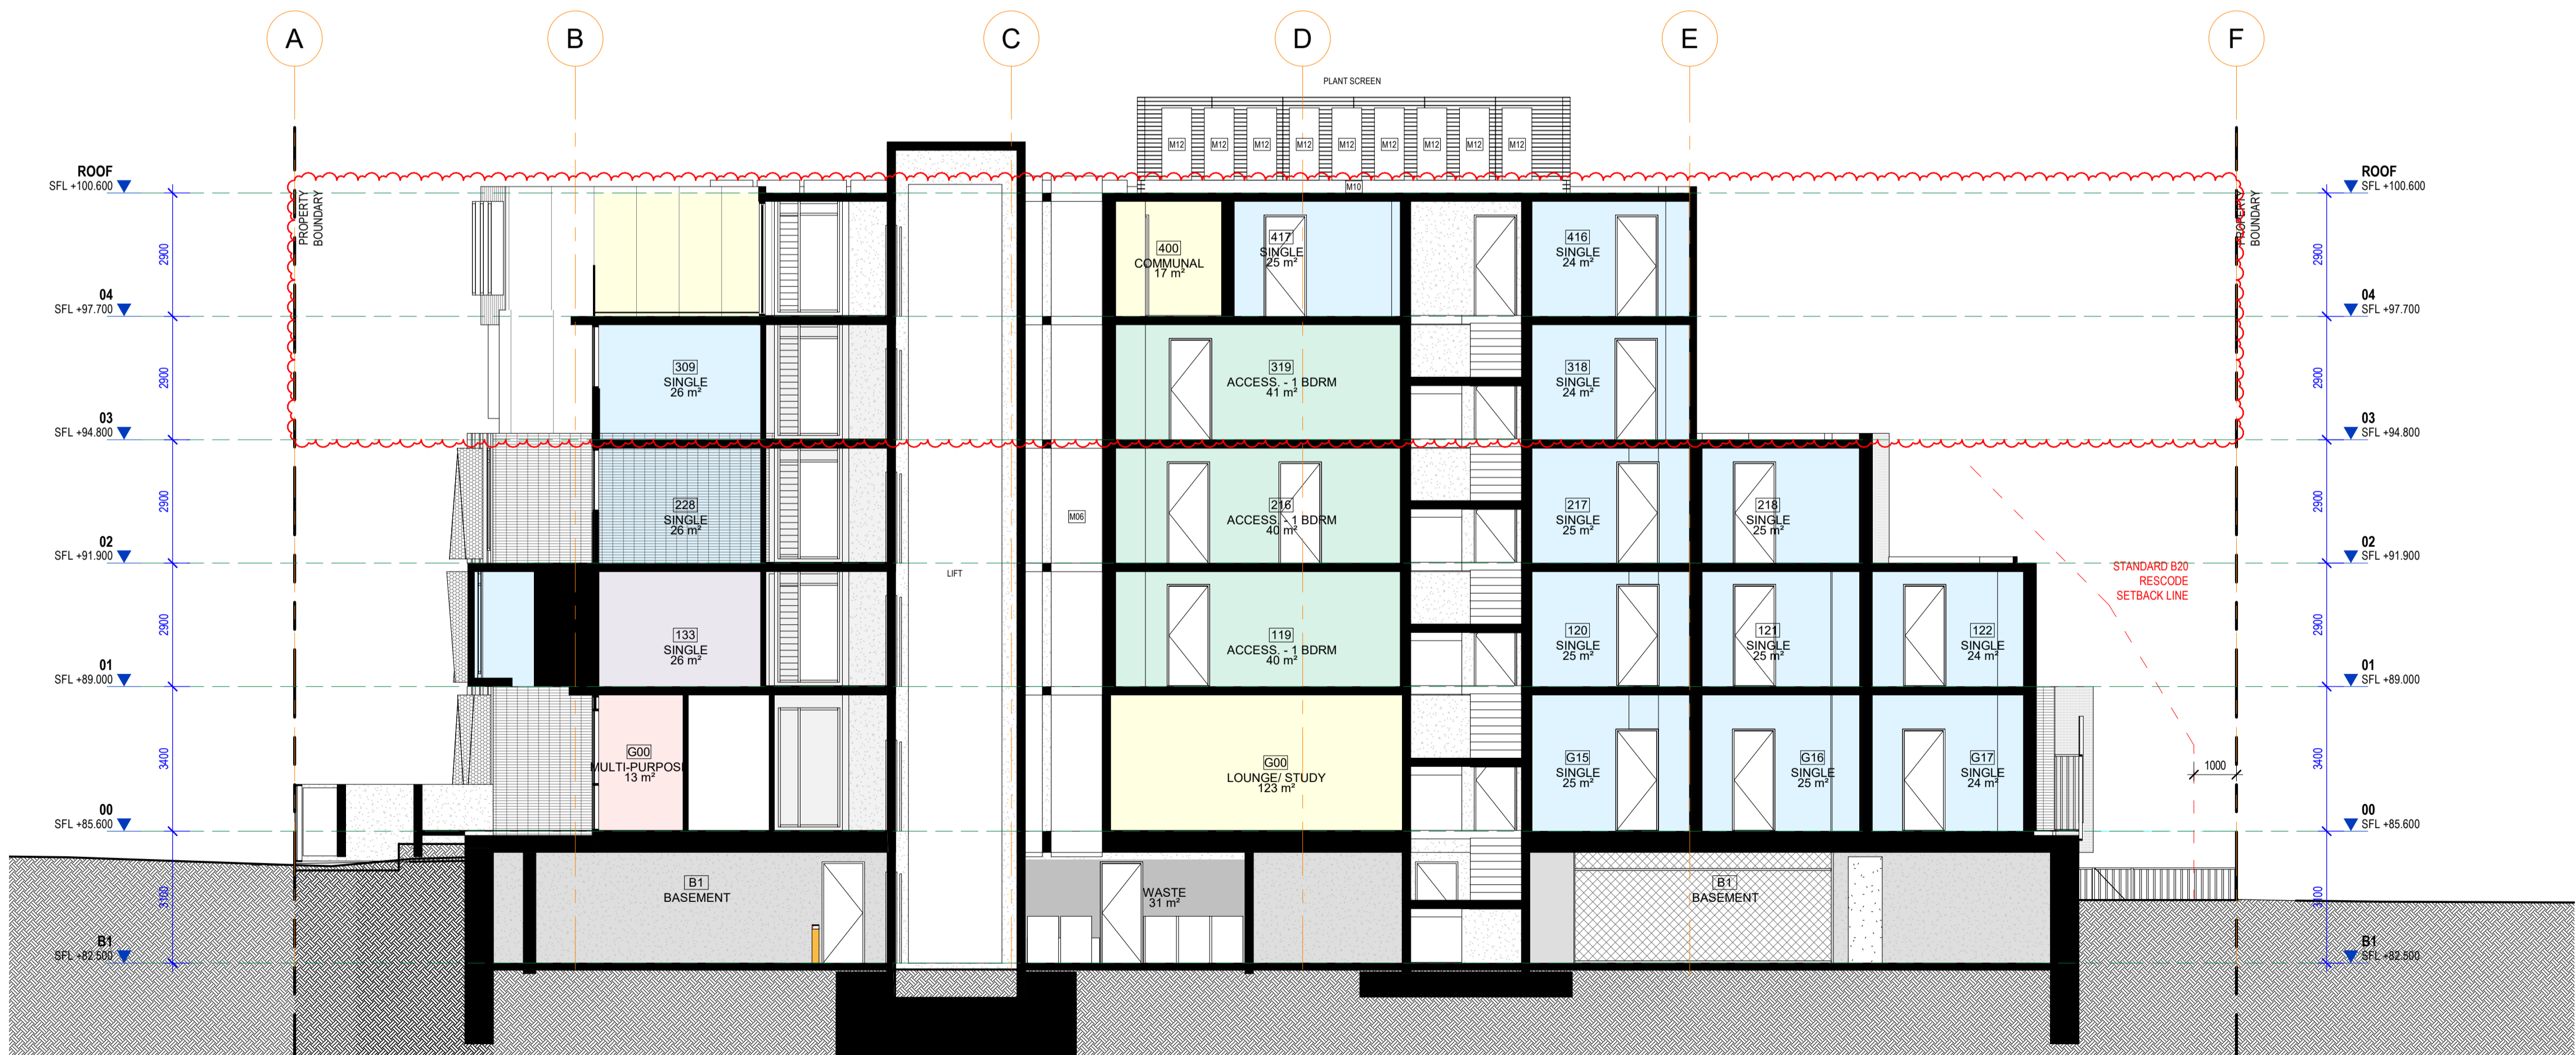 A
B
C
D
E
F
PLANT SCREEN
M12
M12
M12
M12
M12
M12
M12
M12
M12
M10
ROOF
SFL +100.600
PROPERTY
BOUNDARY
2900
400
COMMUNAL
17 m²
417
SINGLE
25 m²
416
SINGLE
24 m²
ROOF
SFL +100.600
PROPERTY
BOUNDARY
2900
04
SFL +97.700
2900
309
SINGLE
26 m²
319
ACCESS. - 1 BDRM
41 m²
318
SINGLE
24 m²
04
SFL +97.700
2900
03
SFL +94.800
2900
228
SINGLE
26 m²
M06
216
ACCESS. - 1 BDRM
40 m²
217
SINGLE
25 m²
218
SINGLE
25 m²
03
SFL +94.800
2900
02
SFL +91.900
2900
LIFT
133
SINGLE
26 m²
119
ACCESS. - 1 BDRM
40 m²
120
SINGLE
25 m²
121
SINGLE
25 m²
122
SINGLE
24 m²
STANDARD B20
RESCODE
SETBACK LINE
02
SFL +91.900
2900
01
SFL +89.000
3400
G00
MULTI-PURPOSE
13 m²
G00
LOUNGE/ STUDY
123 m²
G15
SINGLE
25 m²
G16
SINGLE
25 m²
G17
SINGLE
24 m²
1000
01
SFL +89.000
3400
00
SFL +85.600
3100
B1
BASEMENT
WASTE
31 m²
B1
BASEMENT
00
SFL +85.600
3100
B1
SFL +82.500
B1
SFL +82.500